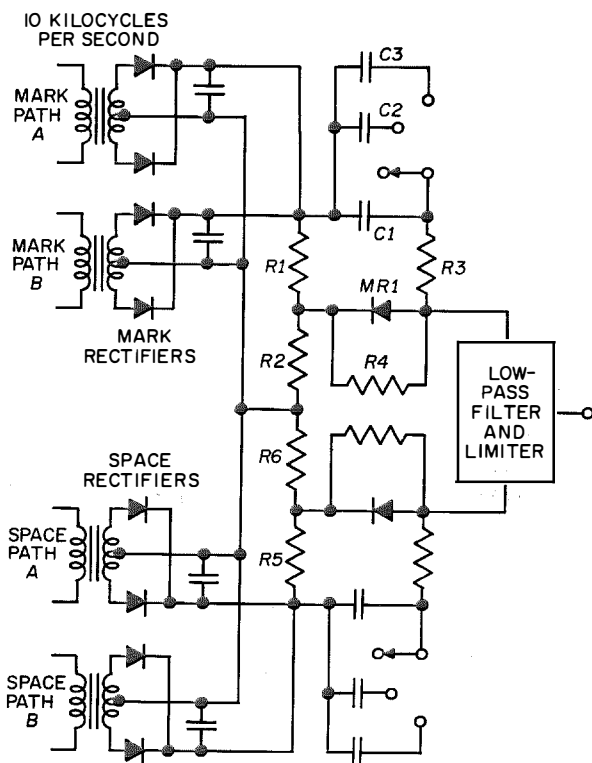 10 KILOCYCLES
PER SECOND
MARK
PATH
A
C3
C2
C1
MARK
PATH
B
R1
R3
MR1
MARK
RECTIFIERS
R2
R4
LOW-
PASS
FILTER
AND
LIMITER
SPACE
RECTIFIERS
R6
SPACE
PATH
A
R5
SPACE
PATH
B